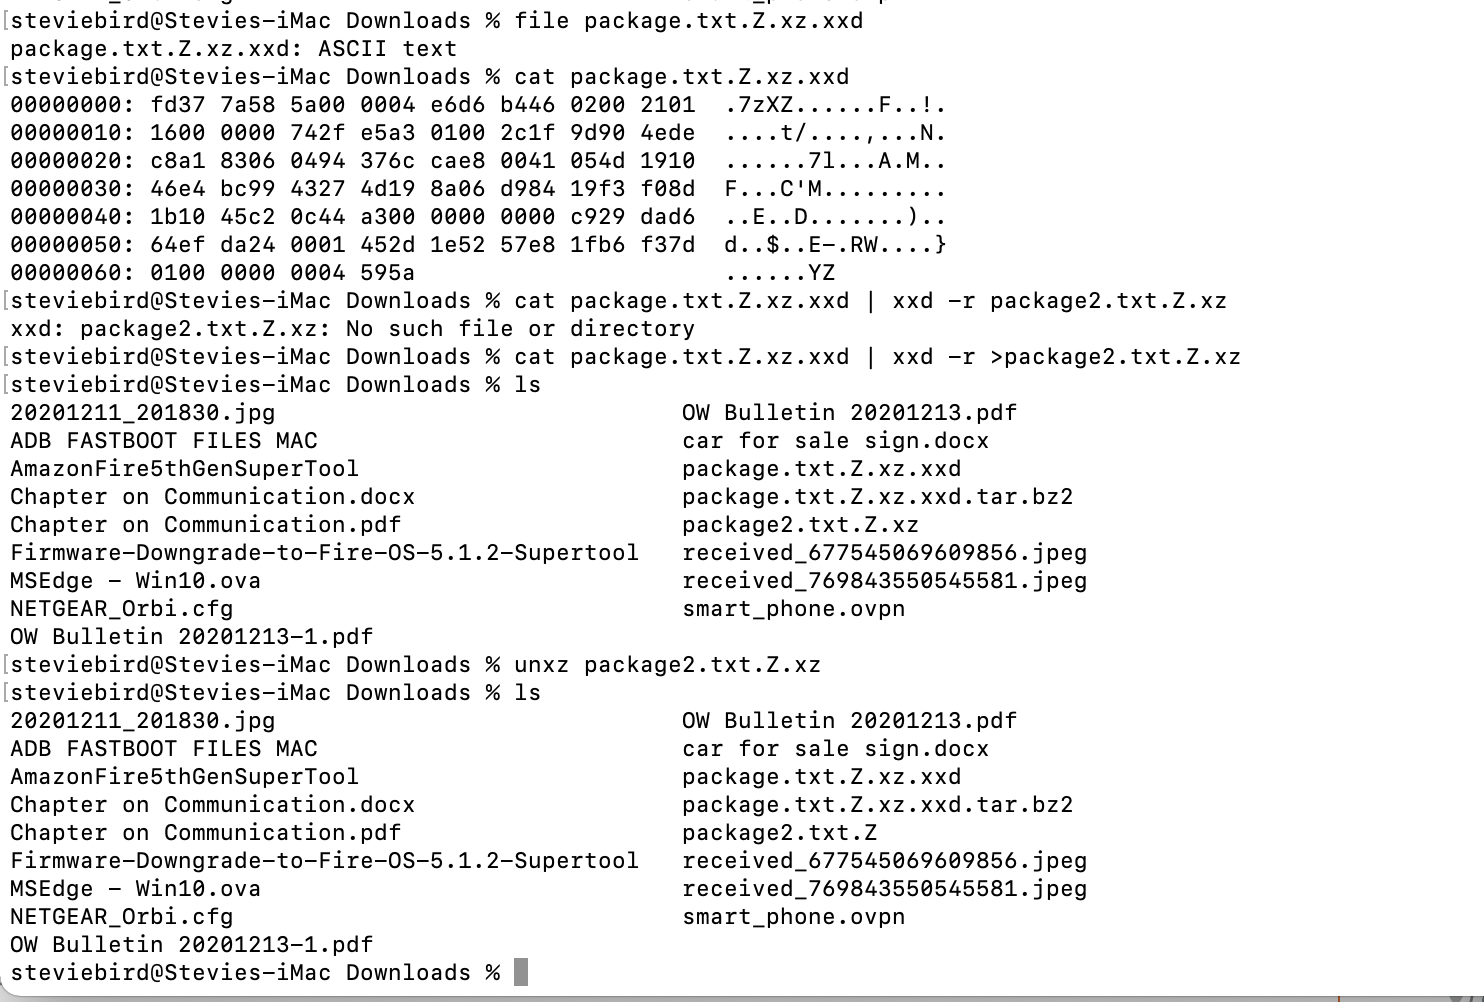 [steviebird@Stevies-iMac Downloads % file package.txt.Z.xz.xxd
package.txt.Z.xz.xxd: ASCII text
[steviebird@Stevies-iMac Downloads % cat package.txt.Z.xz.xxd
00000000: fd37 7a58 5a00 0004 e6d6 b446 0200 2101  .7zXZ......F..!.
00000010: 1600 0000 742f e5a3 0100 2c1f 9d90 4ede  ....t/....,...N.
00000020: c8a1 8306 0494 376c cae8 0041 054d 1910  ......7l...A.M..
00000030: 46e4 bc99 4327 4d19 8a06 d984 19f3 f08d  F...C'M.........
00000040: 1b10 45c2 0c44 a300 0000 0000 c929 dad6  ..E..D.......)..
00000050: 64ef da24 0001 452d 1e52 57e8 1fb6 f37d  d..$..E-.RW....}
00000060: 0100 0000 0004 595a                      ......YZ
[steviebird@Stevies-iMac Downloads % cat package.txt.Z.xz.xxd | xxd -r package2.txt.Z.xz
xxd: package2.txt.Z.xz: No such file or directory
[steviebird@Stevies-iMac Downloads % cat package.txt.Z.xz.xxd | xxd -r >package2.txt.Z.xz
[steviebird@Stevies-iMac Downloads % ls
20201211_201830.jpg                             OW Bulletin 20201213.pdf
ADB FASTBOOT FILES MAC                          car for sale sign.docx
AmazonFire5thGenSuperTool                       package.txt.Z.xz.xxd
Chapter on Communication.docx                   package.txt.Z.xz.xxd.tar.bz2
Chapter on Communication.pdf                    package2.txt.Z.xz
Firmware-Downgrade-to-Fire-OS-5.1.2-Supertool   received_677545069609856.jpeg
MSEdge - Win10.ova                              received_769843550545581.jpeg
NETGEAR_Orbi.cfg                                smart_phone.ovpn
OW Bulletin 20201213-1.pdf
[steviebird@Stevies-iMac Downloads % unxz package2.txt.Z.xz
[steviebird@Stevies-iMac Downloads % ls
20201211_201830.jpg                             OW Bulletin 20201213.pdf
ADB FASTBOOT FILES MAC                          car for sale sign.docx
AmazonFire5thGenSuperTool                       package.txt.Z.xz.xxd
Chapter on Communication.docx                   package.txt.Z.xz.xxd.tar.bz2
Chapter on Communication.pdf                    package2.txt.Z
Firmware-Downgrade-to-Fire-OS-5.1.2-Supertool   received_677545069609856.jpeg
MSEdge - Win10.ova                              received_769843550545581.jpeg
NETGEAR_Orbi.cfg                                smart_phone.ovpn
OW Bulletin 20201213-1.pdf
steviebird@Stevies-iMac Downloads %